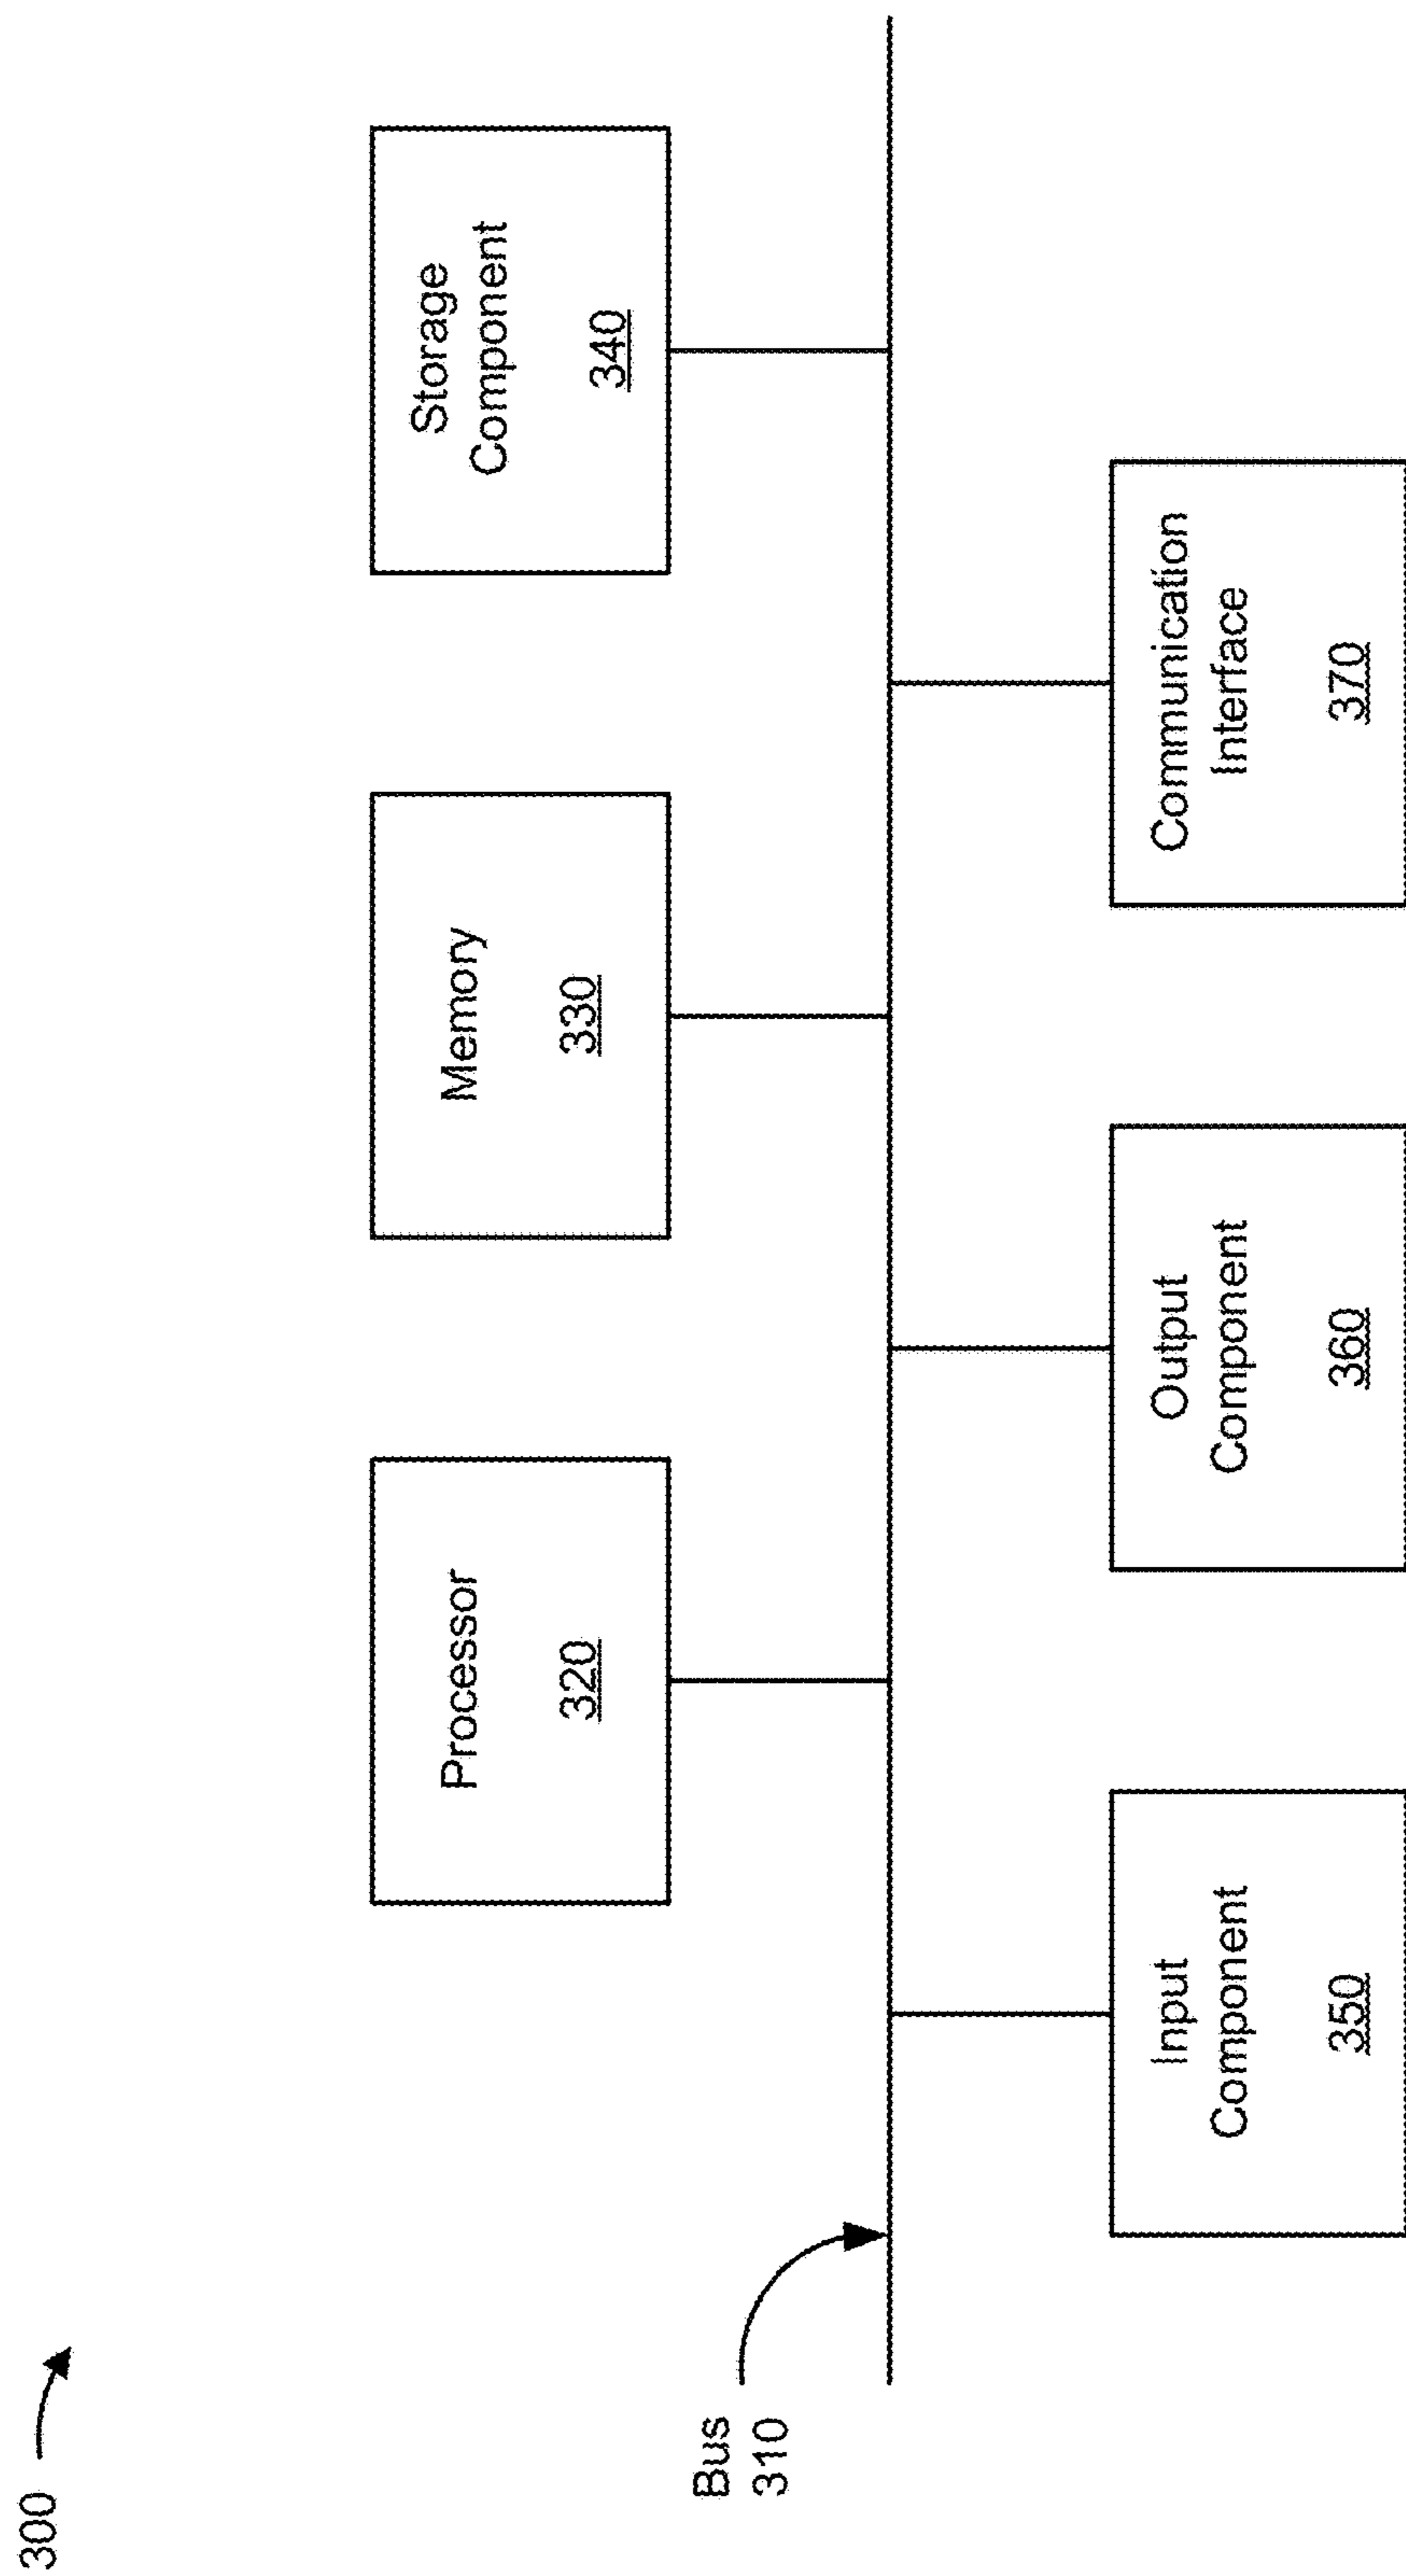 300
Processor
320
Memory
330
Storage
Component
340
Bus
310
Input
Component
350
Output
Component
360
Communication
Interface
370